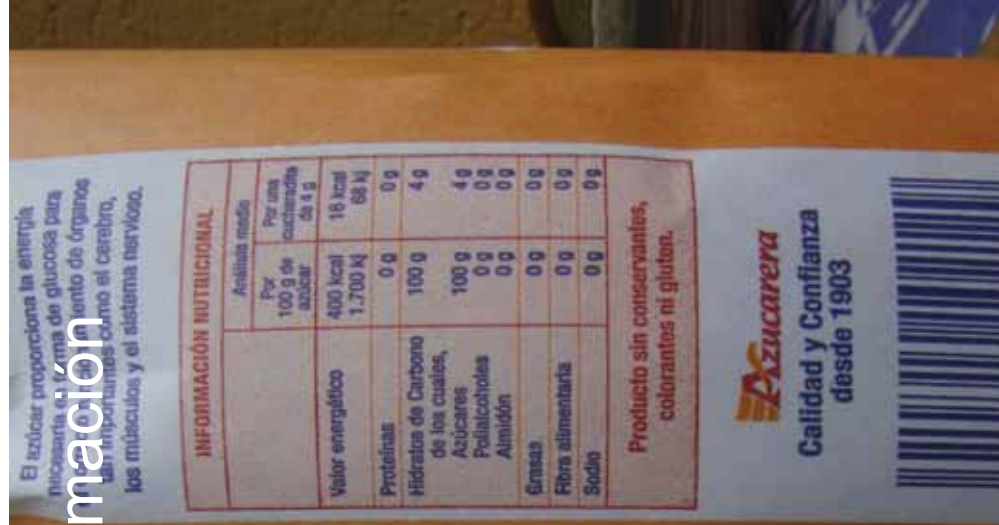 El azúcar proporciona la energía
necesaria en forma de glucosa para
el funcionamiento de órganos
tan importantes como el cerebro,
los músculos y el sistema nervioso.
mación
INFORMACIÓN NUTRICIONAL
Análisis medio
Por 100 g de azúcar
Por una cucharadita de 4 g
Valor energético 400 kcal 16 kcal
1.700 kj 68 kj
Proteínas 0 g 0 g
Hidratos de Carbono 100 g 4 g
de los cuales,
Azúcares 100 g 4 g
Polialcoholes 0 g 0 g
Amidón 0 g 0 g
Grasas 0 g 0 g
Fibra alimentaria 0 g 0 g
Sodio 0 g 0 g
Producto sin conservantes,
colorantes ni gluten.
Azucarera
Calidad y Confianza
desde 1903